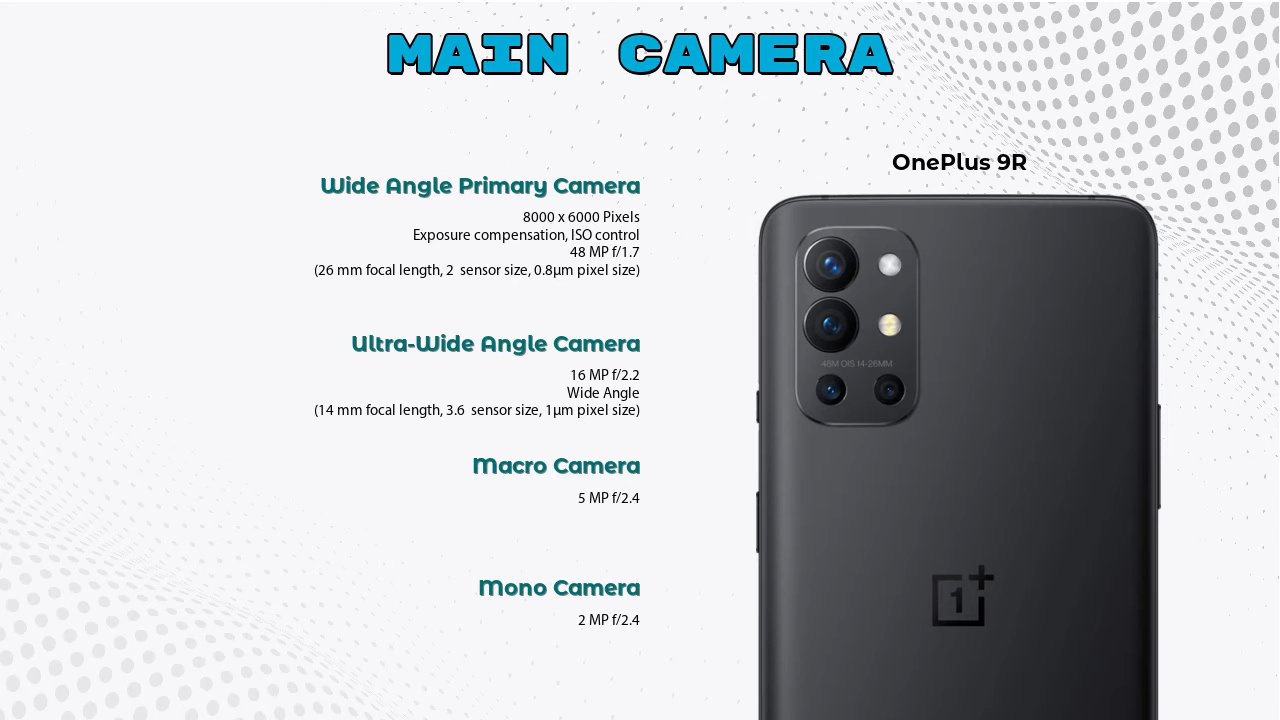 MAIN CAMERA
OnePlus 9R
Wide Angle Primary Camera
8000 x 6000 Pixels
Exposure compensation, ISO control
48 MP f/1.7
(26 mm focal length, 2 sensor size, 0.8µm pixel size)
Ultra-Wide Angle Camera
16 MP f/2.2
Wide Angle
(14 mm focal length, 3.6 sensor size, 1µm pixel size)
Macro Camera
5 MP f/2.4
Mono Camera
2 MP f/2.4
48M OIS 14-26MM
1+